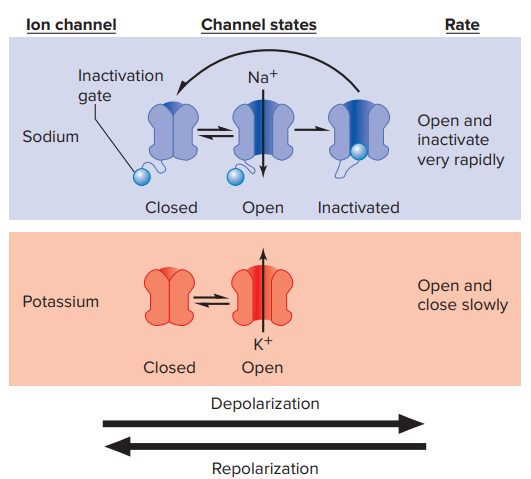 Ion channel Channel states Rate
Inactivation
gate
Na+
Sodium
Open and
inactivate
very rapidly
Closed Open Inactivated
Potassium
Open and
close slowly
K+
Closed Open
Depolarization
Repolarization